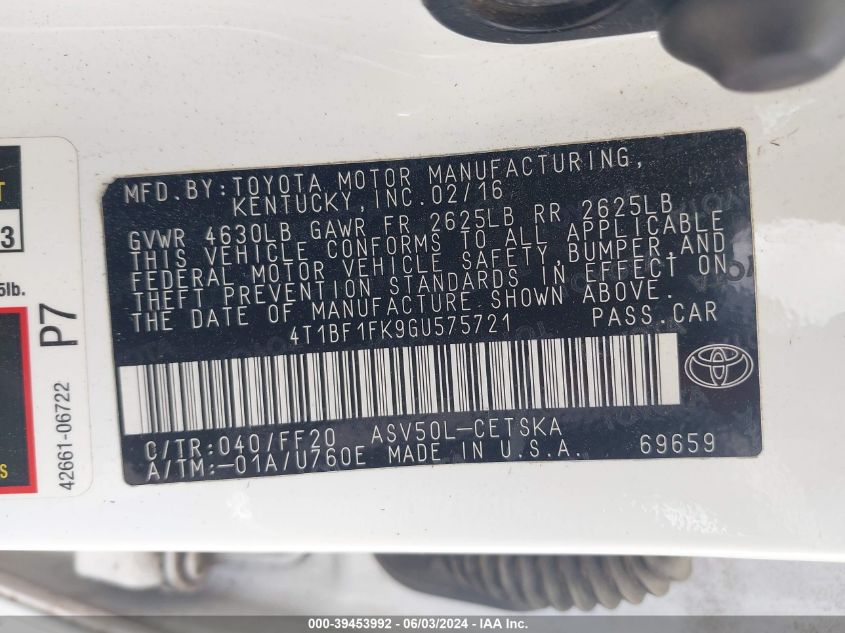 MFD. BY: TOYOTA MOTOR MANUFACTURING,
KENTUCKY, INC. 02/16
GVWR 4630LB GAWR FR 2625LB RR 2625LB
THIS VEHICLE CONFORMS TO ALL APPLICABLE
FEDERAL MOTOR VEHICLE SAFETY, BUMPER, AND
THEFT PREVENTION STANDARDS IN EFFECT ON
THE DATE OF MANUFACTURE SHOWN ABOVE.
4T1BF1FK9GU575721 PASS. CAR
C/TR: 040/FF20 ASV50L-CETSKA
A/TM: -01A/U760E MADE IN U.S.A. 69659
3
5lb.
P7
42661-06722
S
000-39453992 - 06/03/2024 - IAA Inc.